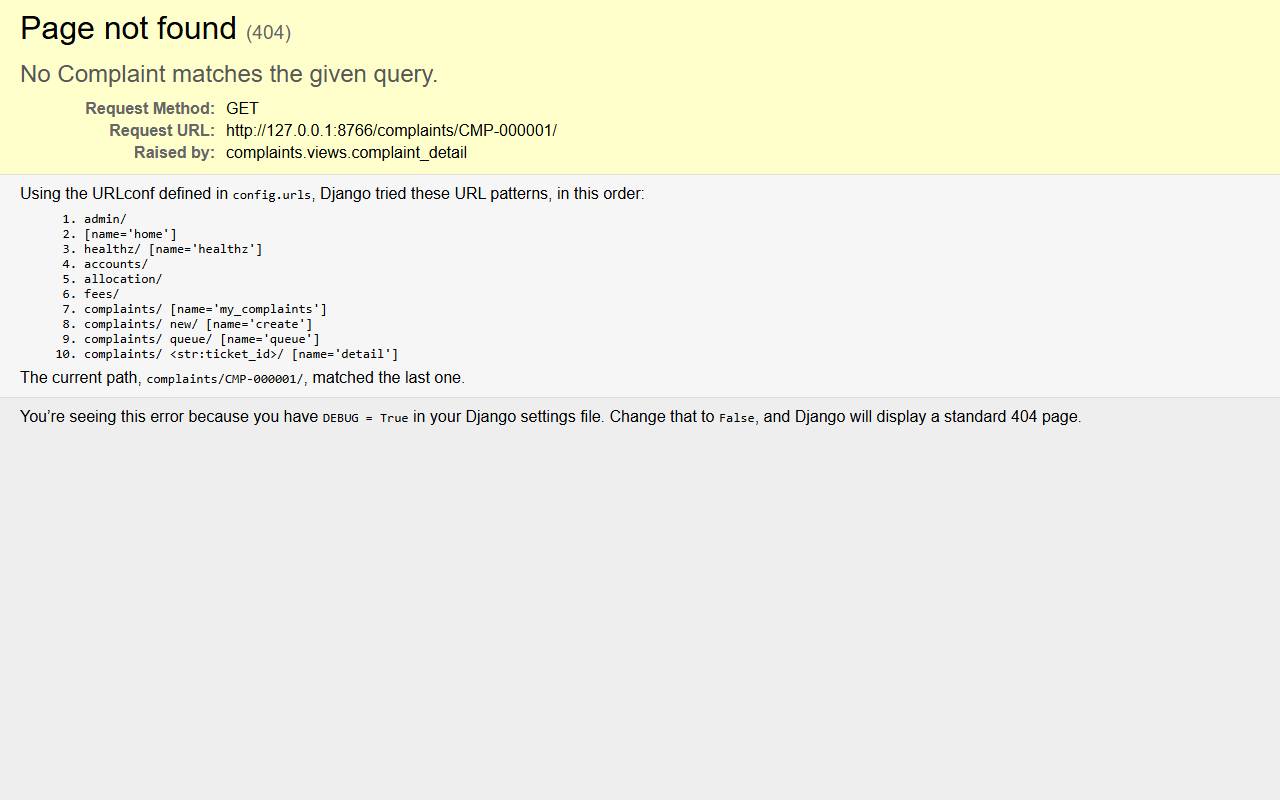 Page not found (404)
No Complaint matches the given query.
Request Method: GET
Request URL: http://127.0.0.1:8766/complaints/CMP-000001/
Raised by: complaints.views.complaint_detail
Using the URLconf defined in config.urls, Django tried these URL patterns, in this order:
1. admin/
2. [name='home']
3. healthz/ [name='healthz']
4. accounts/
5. allocation/
6. fees/
7. complaints/ [name='my_complaints']
8. complaints/ new/ [name='create']
9. complaints/ queue/ [name='queue']
10. complaints/ <str:ticket_id>/ [name='detail']
The current path, complaints/CMP-000001/, matched the last one.
You’re seeing this error because you have DEBUG = True in your Django settings file. Change that to False, and Django will display a standard 404 page.